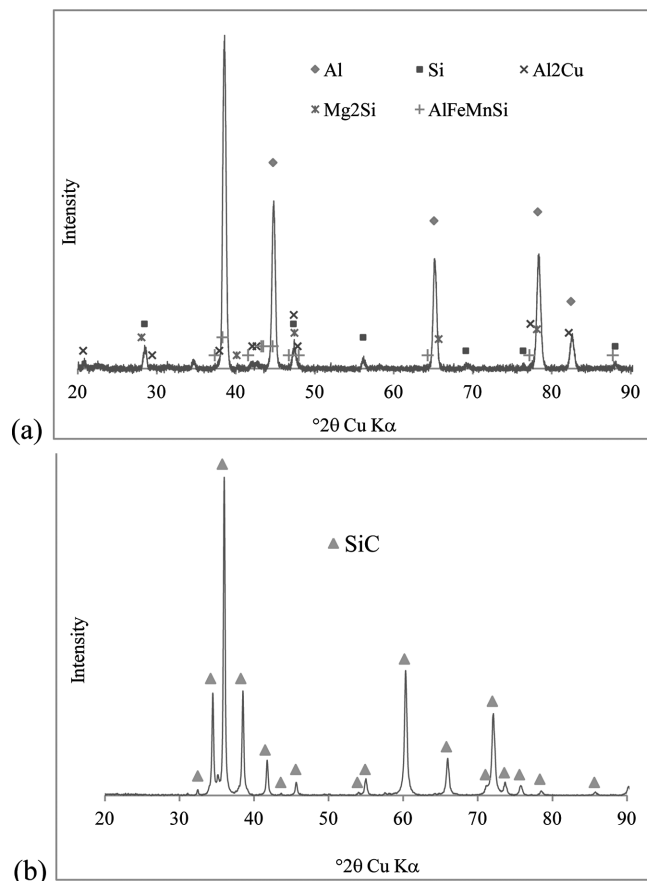 Al Si Al2Cu
Mg2Si AlFeMnSi
Intensity
20 30 40 50 60 70 80 90
°2θ Cu Kα
(a)
SiC
Intensity
20 30 40 50 60 70 80 90
°2θ Cu Kα
(b)